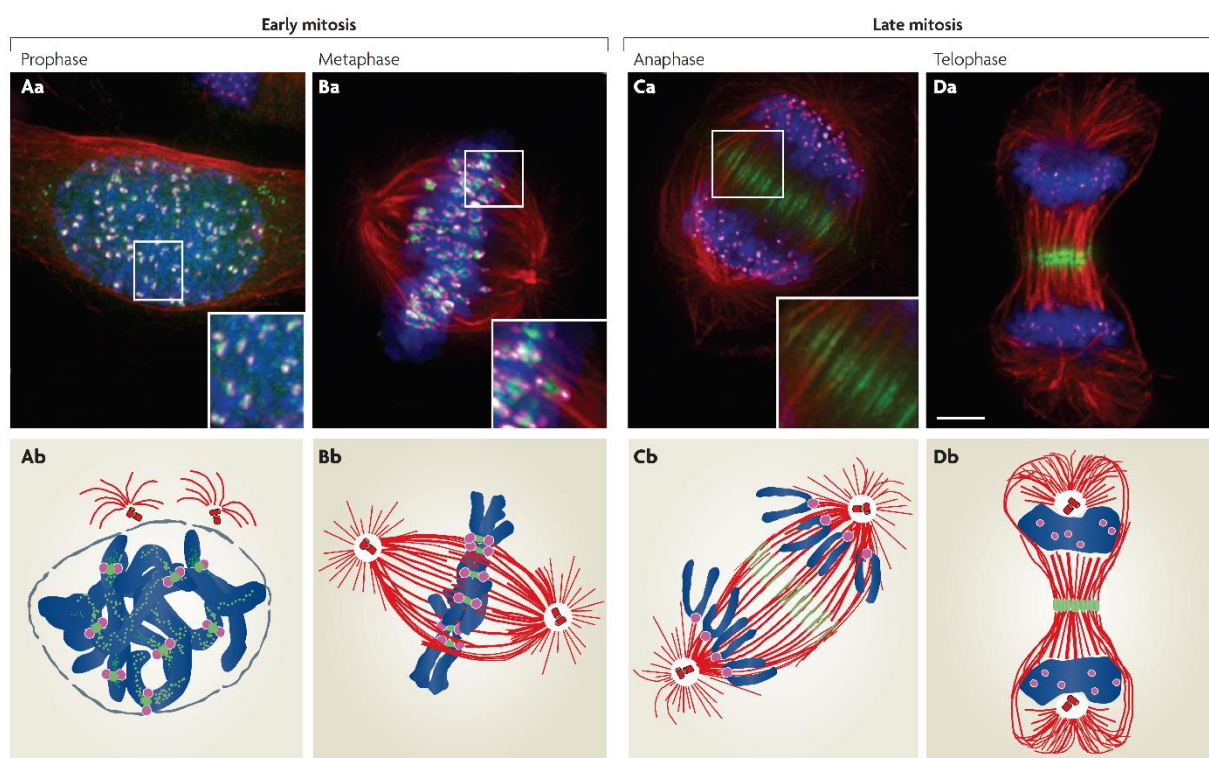 Early mitosis
Late mitosis
Prophase
Metaphase
Anaphase
Telophase
Aa
Ba
Ca
Da
Ab
Bb
Cb
Db